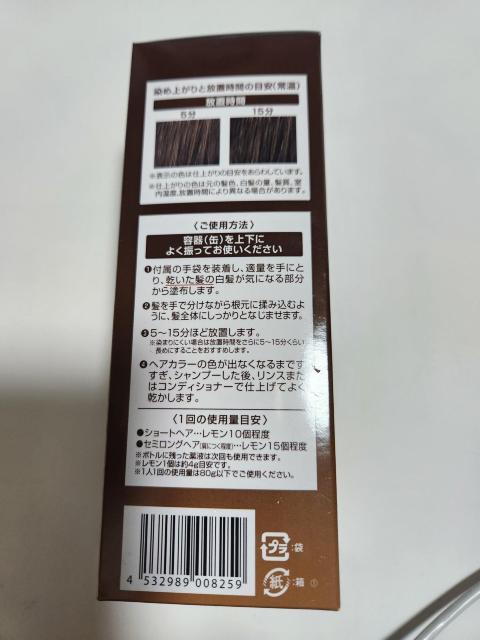 染め上がりと放置時間の目安(常温)
放置時間
5分 15分
※表示の色は仕上がりの目安をあらわしています。
※仕上がりの色は元の髪色、白髪の量、髪質、室
内温度、放置時間により異なる場合があります。
〈ご使用方法〉
容器(缶)を上下に
よく振ってお使いください
❶付属の手袋を装着し、適量を手にと
り、乾いた髪の白髪が気になる部分
から塗布します。
❷髪を手で分けながら根元に揉み込むよ
うに、髪全体にしっかりとなじませます。
❸5〜15分ほど放置します。
※染まりにくい場合は放置時間をさらに5〜15分くらい
長めにすることをおすすめします。
❹ヘアカラーの色が出なくなるまです
すぎ、シャンプーした後、リンスまた
はコンディショナーで仕上げてよく
乾かします。
〈1回の使用量目安〉
●ショートヘア…レモン10個程度
●セミロングヘア(肩につく程度)…レモン15個程度
※ボトルに残った薬液は次回も使用できます。
※レモン1個は約4g目安です。
※1人1回の使用量は80g以下でご使用ください。
プラ:袋
紙:箱 ①
4 532989 008259